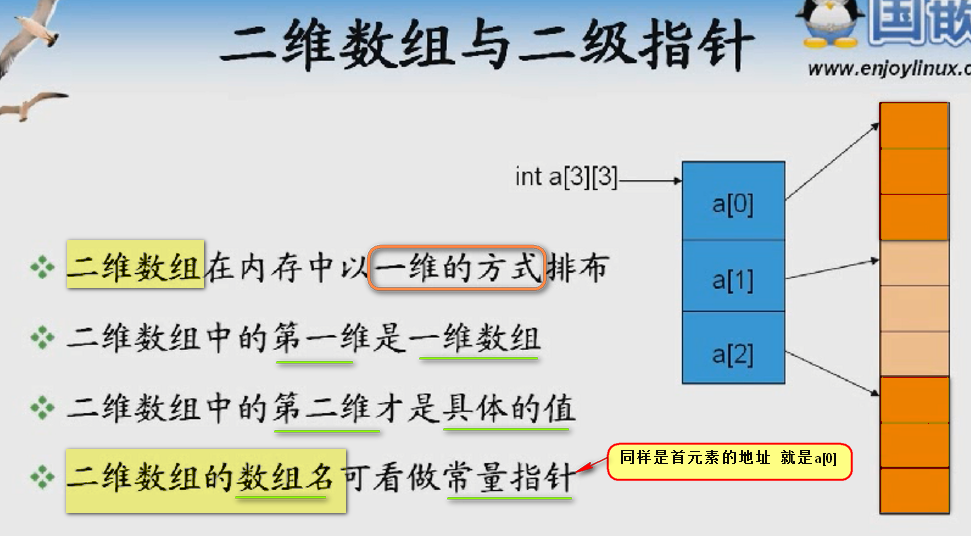 二维数组与二级指针
国嵌
www.enjoylinux.c
int a[3][3]
a[0]
a[1]
a[2]
二维数组在内存中以一维的方式排布
二维数组中的第一维是一维数组
二维数组中的第二维才是具体的值
二维数组的数组名可看做常量指针
同样是首元素的地址 就是a[0]